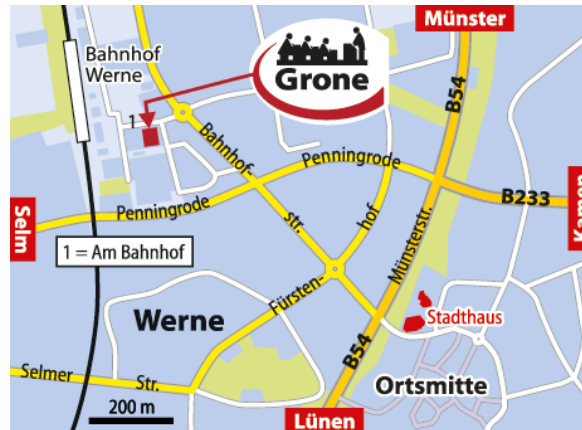 Münster
Bahnhof
Werne
Grone
1
B54
Bahnhof-
str.
Penningrode
Penningrode
hof
B233
Selm
Kamen
1 = Am Bahnhof
Münsterstr.
Fürsten-
Stadthaus
Werne
B54
Selmer Str.
Ortsmitte
200 m
Lünen